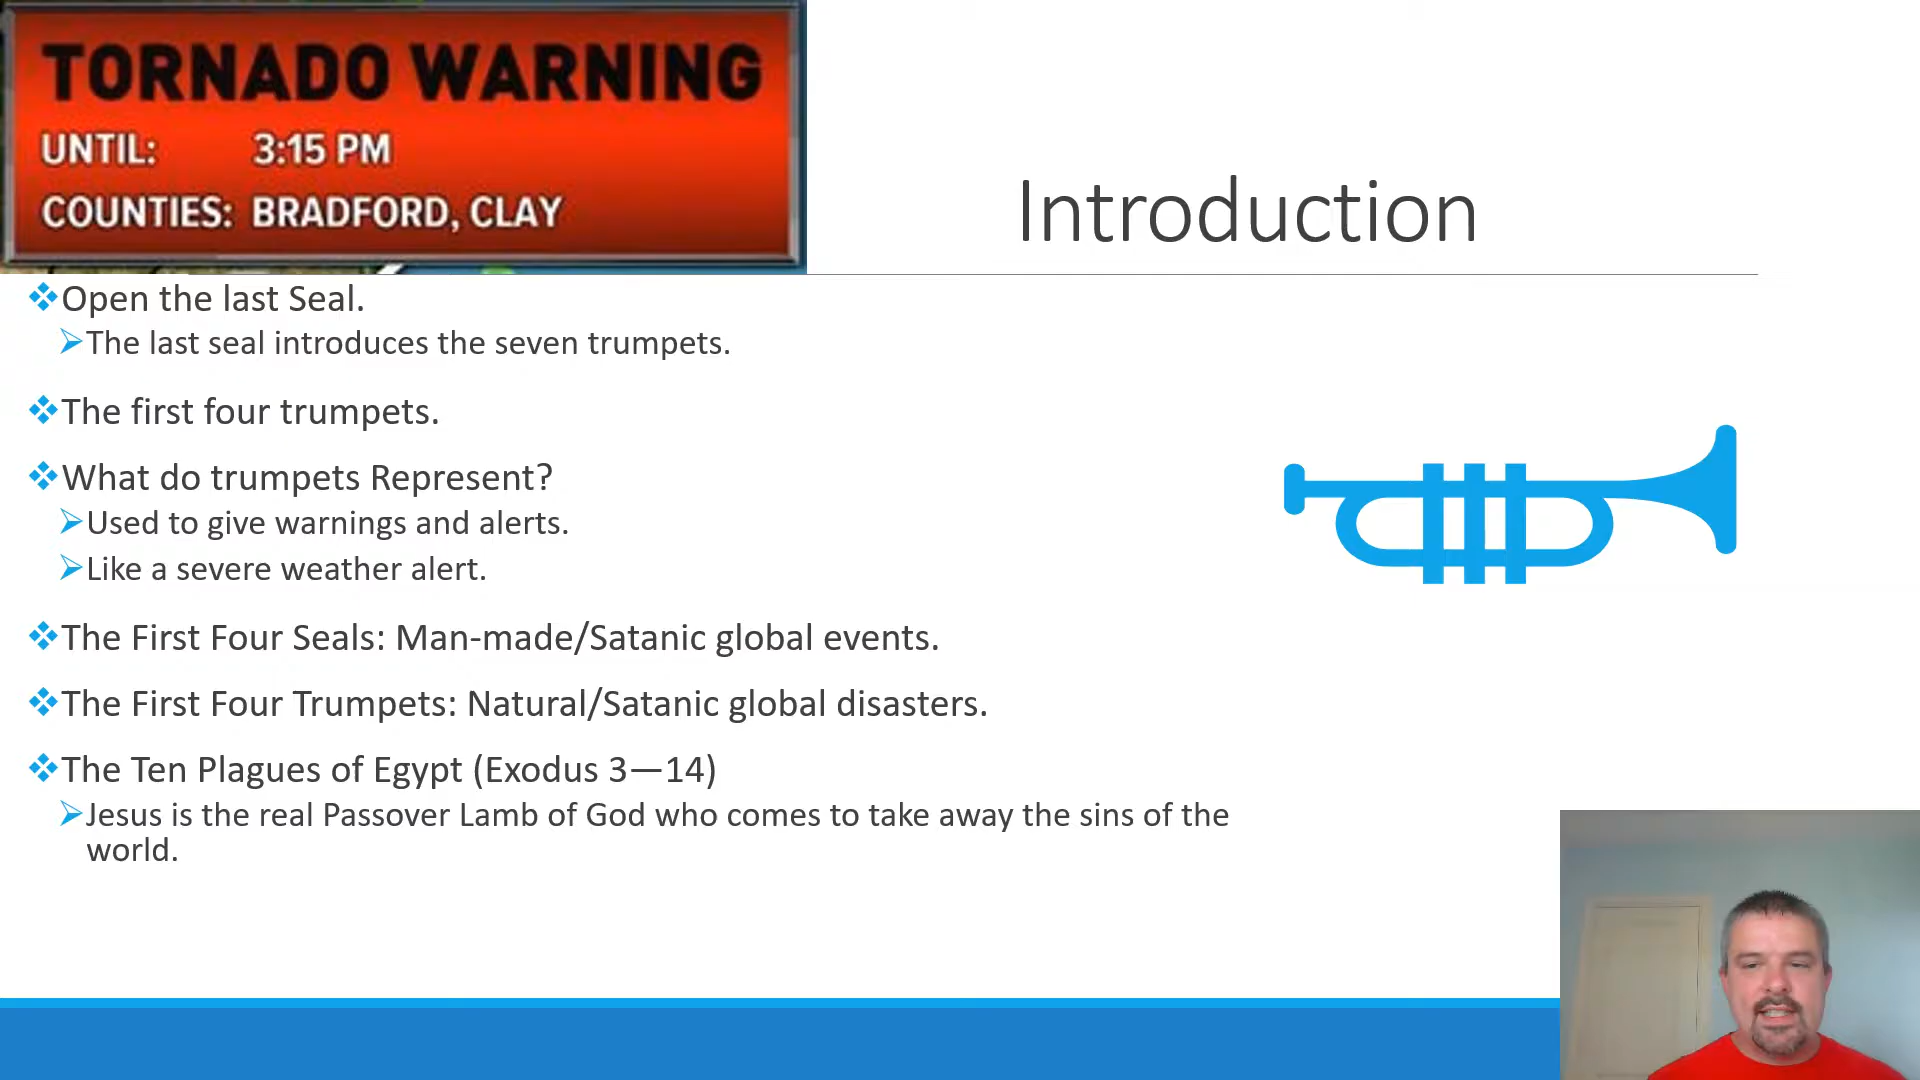 TORNADO WARNING
UNTIL: 3:15 PM
COUNTIES: BRADFORD, CLAY
Introduction
Open the last Seal.
The last seal introduces the seven trumpets.
The first four trumpets.
What do trumpets Represent?
Used to give warnings and alerts.
Like a severe weather alert.
The First Four Seals: Man-made/Satanic global events.
The First Four Trumpets: Natural/Satanic global disasters.
The Ten Plagues of Egypt (Exodus 3—14)
Jesus is the real Passover Lamb of God who comes to take away the sins of the
world.